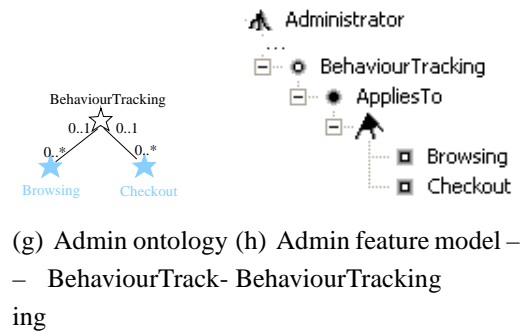 Administrator
...
BehaviourTracking
AppliesTo
Browsing
Checkout
BehaviourTracking
0..1 0..1
0..* 0..*
Browsing Checkout
(g) Admin ontology (h) Admin feature model –
– BehaviourTrack- BehaviourTracking
ing